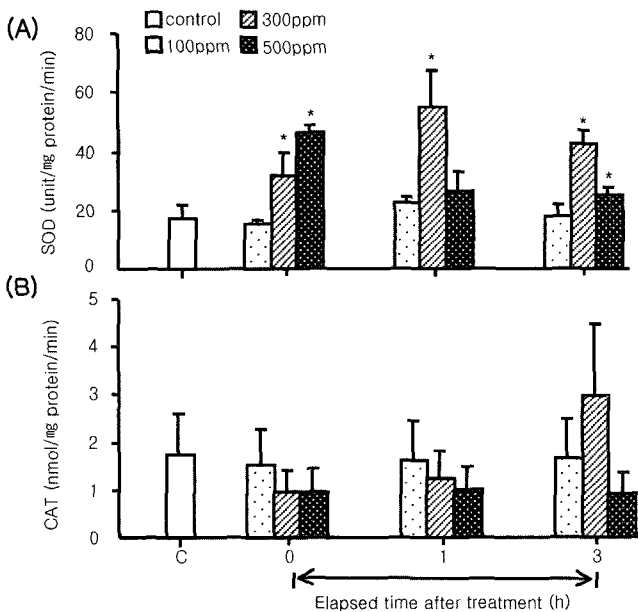 control 300ppm
100ppm 500ppm
(A)
80
60
40
20
0
SOD (unit/㎎ protein/min)
* * * * *
(B)
5
4
3
2
1
0
CAT (nmol/㎎ protein/min)
C 0 1 3
Elapsed time after treatment (h)